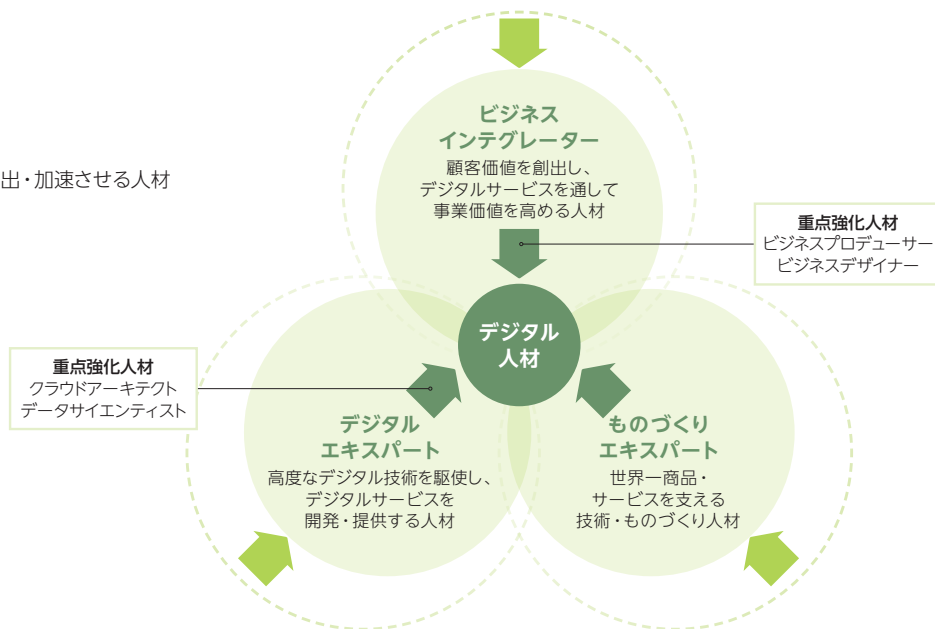 出・加速させる人材
ビジネス
インテグレーター
顧客価値を創出し、
デジタルサービスを通して
事業価値を高める人材
重点強化人材
ビジネスプロデューサー
ビジネスデザイナー
デジタル
人材
重点強化人材
クラウドアーキテクト
データサイエンティスト
デジタル
エキスパート
高度なデジタル技術を駆使し、
デジタルサービスを
開発・提供する人材
ものづくり
エキスパート
世界一商品・
サービスを支える
技術・ものづくり人材